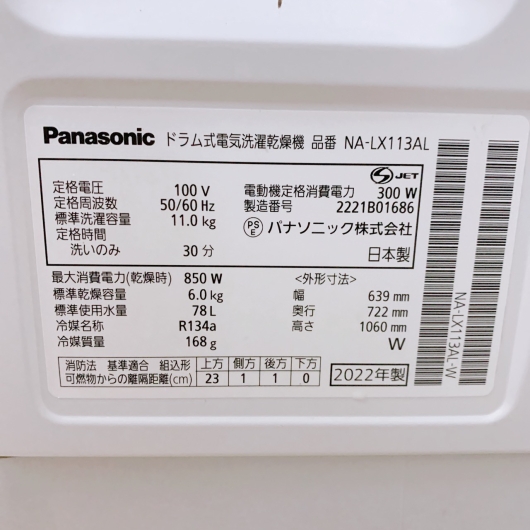 Panasonic ドラム式電気洗濯乾燥機 品番 NA-LX113AL
定格電圧 100 V
定格周波数 50/60 Hz
標準洗濯容量 11.0 kg
定格時間
洗いのみ 30 分
S JET
電動機定格消費電力 300 W
製造番号 2221B01686
PS E パナソニック株式会社
日本製
最大消費電力(乾燥時) 850 W
標準乾燥容量 6.0 kg
標準使用水量 78 L
冷媒名称 R134a
冷媒質量 168 g
<外形寸法>
幅 639 mm
奥行 722 mm
高さ 1060 mm
W
消防法 基準適合 組込形 上方 側方 後方 下方
可燃物からの離隔距離(cm) 23 1 1 0
2022年製
NA-LX113AL-W